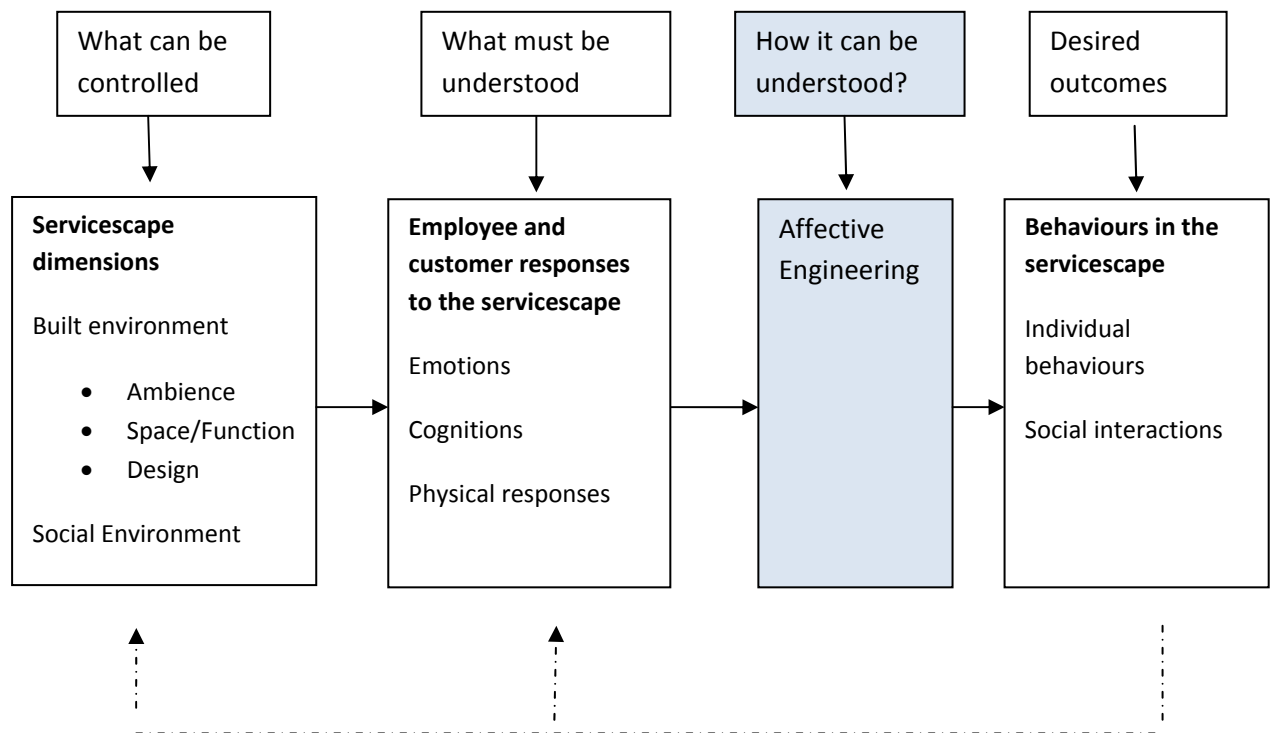 What can be
controlled
What must be
understood
How it can be
understood?
Desired
outcomes
Servicescape
dimensions
Built environment
• Ambience
• Space/Function
• Design
Social Environment
Employee and
customer responses
to the servicescape
Emotions
Cognitions
Physical responses
Affective
Engineering
Behaviours in the
servicescape
Individual
behaviours
Social interactions